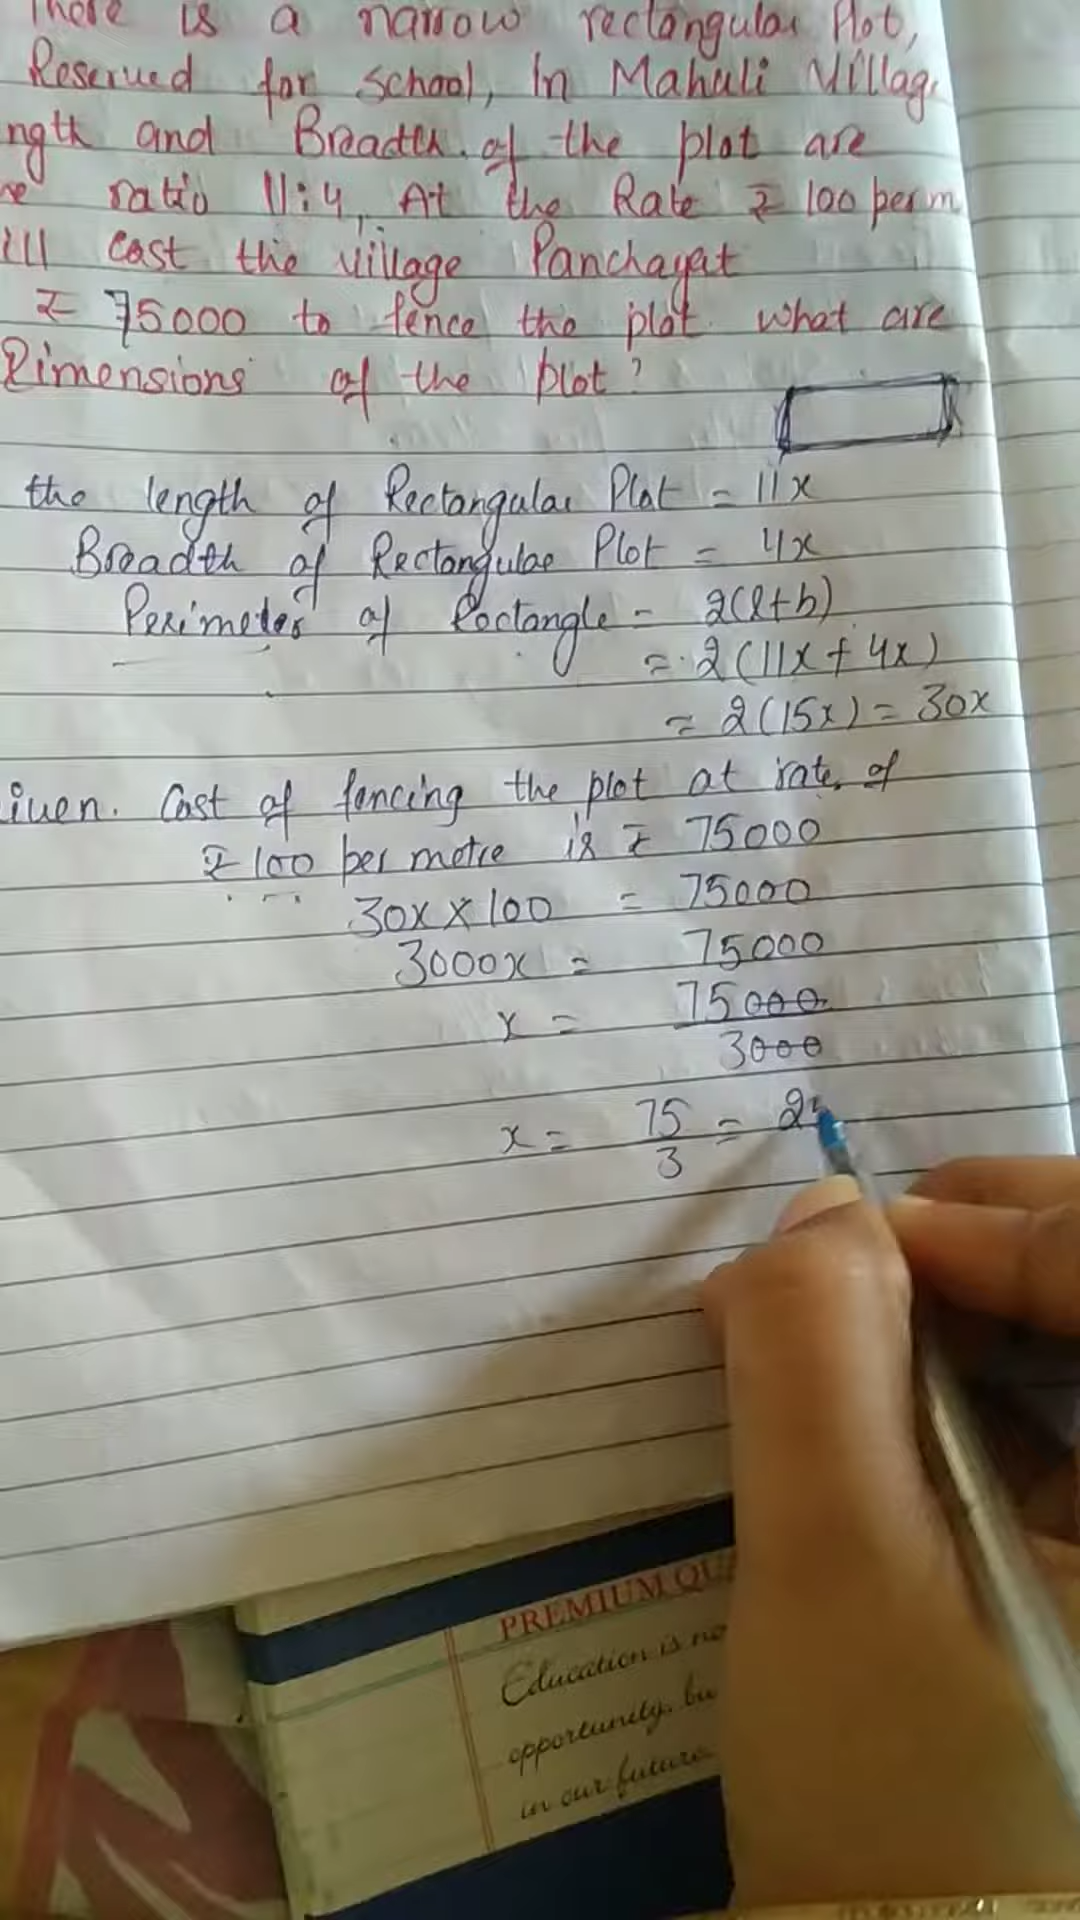 There is a narrow rectangular Plot,
Reserved for school, In Mahuli Village
ngth and Breadth of the plot are
ratio 11:4, At the Rate ₹ 100 per m
ill cost the village Panchayat
₹ 75000 to fence the plot. what are
Dimensions of the plot?
the length of Rectangular Plot = 11x
Breadth of Rectangular Plot = 4x
Perimeter of Rectangle = 2(l+b)
= 2(11x + 4x)
= 2(15x) = 30x
iven. Cost of fencing the plot at rate of
₹ 100 per metre is ₹ 75000
30x × 100 = 75000
3000x = 75000
x = 75000
3000
x = 75 =
3
PREMIUM QU
Education is no
opportunity, bu
in our future